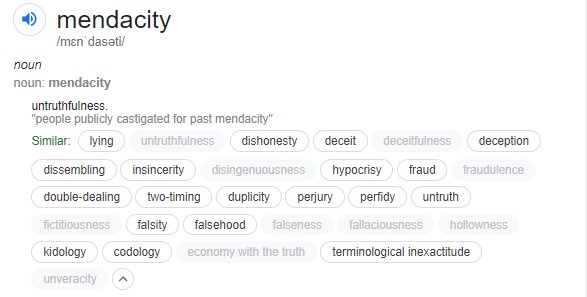 mendacity
/mɛnˈdasəti/
noun
noun: mendacity
untruthfulness.
"people publicly castigated for past mendacity"
Similar: lying untruthfulness dishonesty deceit deceitfulness deception
dissembling insincerity disingenuousness hypocrisy fraud fraudulence
double-dealing two-timing duplicity perjury perfidy untruth
fictitiousness falsity falsehood falseness fallaciousness hollowness
kidology codology economy with the truth terminological inexactitude
unveracity